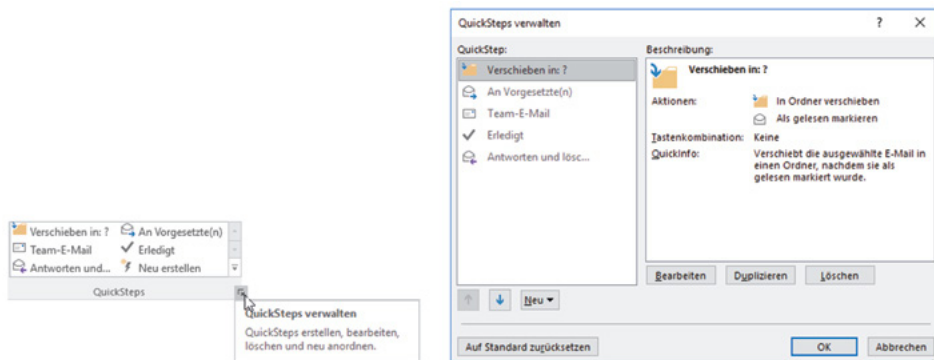 Verschieben in: ? An Vorgesetzte(n)
Team-E-Mail Erledigt
Antworten und... Neu erstellen
QuickSteps
QuickSteps verwalten
QuickSteps erstellen, bearbeiten,
löschen und neu anordnen.
QuickSteps verwalten ? ×
QuickStep:
Verschieben in: ?
An Vorgesetzte(n)
Team-E-Mail
Erledigt
Antworten und lösc...
Neu
Auf Standard zurücksetzen
Beschreibung:
Verschieben in: ?
Aktionen: In Ordner verschieben
Als gelesen markieren
Tastenkombination: Keine
QuickInfo: Verschiebt die ausgewählte E-Mail in
einen Ordner, nachdem sie als
gelesen markiert wurde.
Bearbeiten Duplizieren Löschen
OK Abbrechen